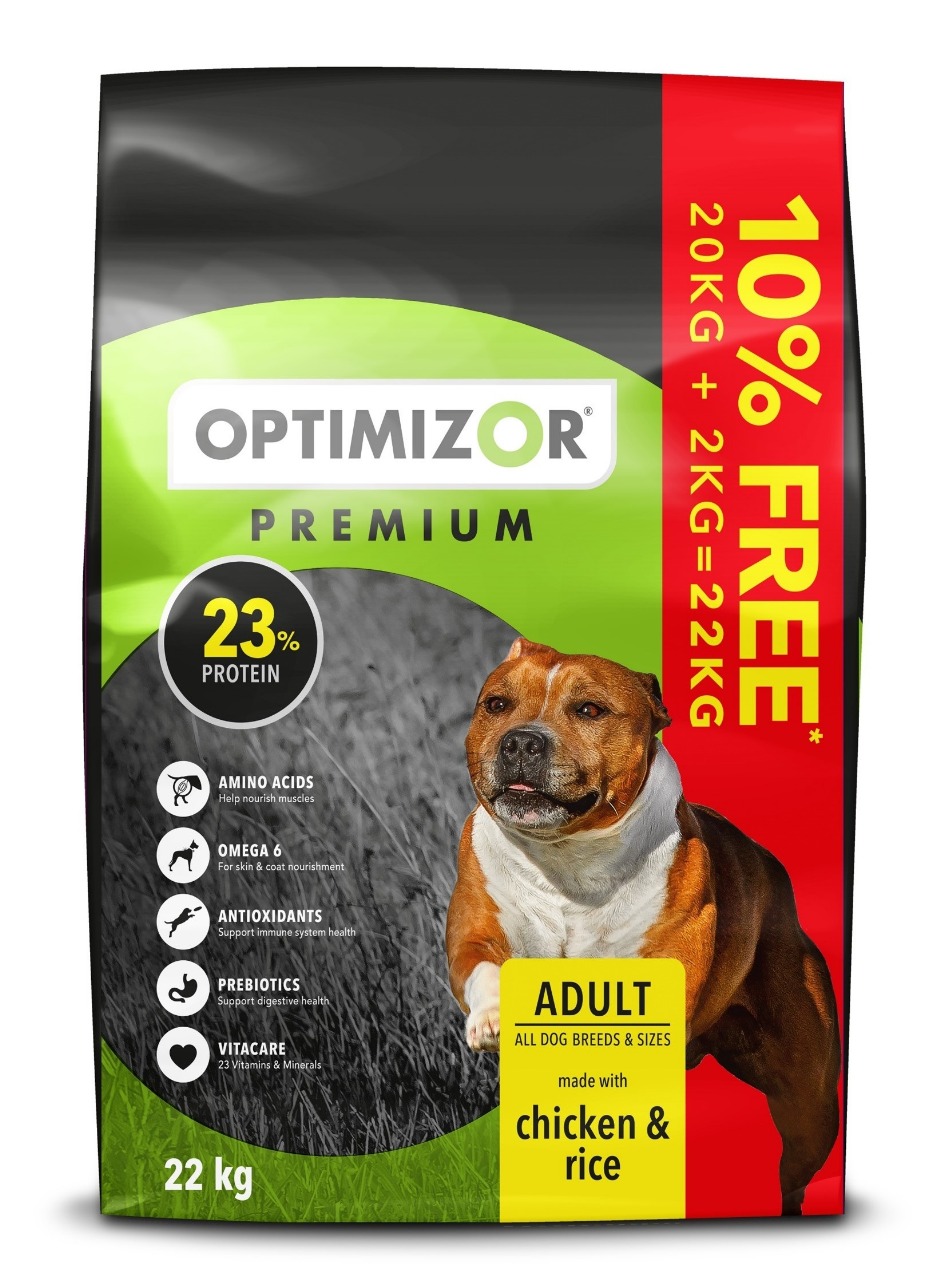 OPTIMIZOR®
PREMIUM
23%
PROTEIN
AMINO ACIDS
Help nourish muscles
OMEGA 6
For skin & coat nourishment
ANTIOXIDANTS
Support immune system health
PREBIOTICS
Support digestive health
VITACARE
23 Vitamins & Minerals
22 kg
ADULT
ALL DOG BREEDS & SIZES
made with
chicken &
rice
10% FREE*
20KG + 2KG=22KG